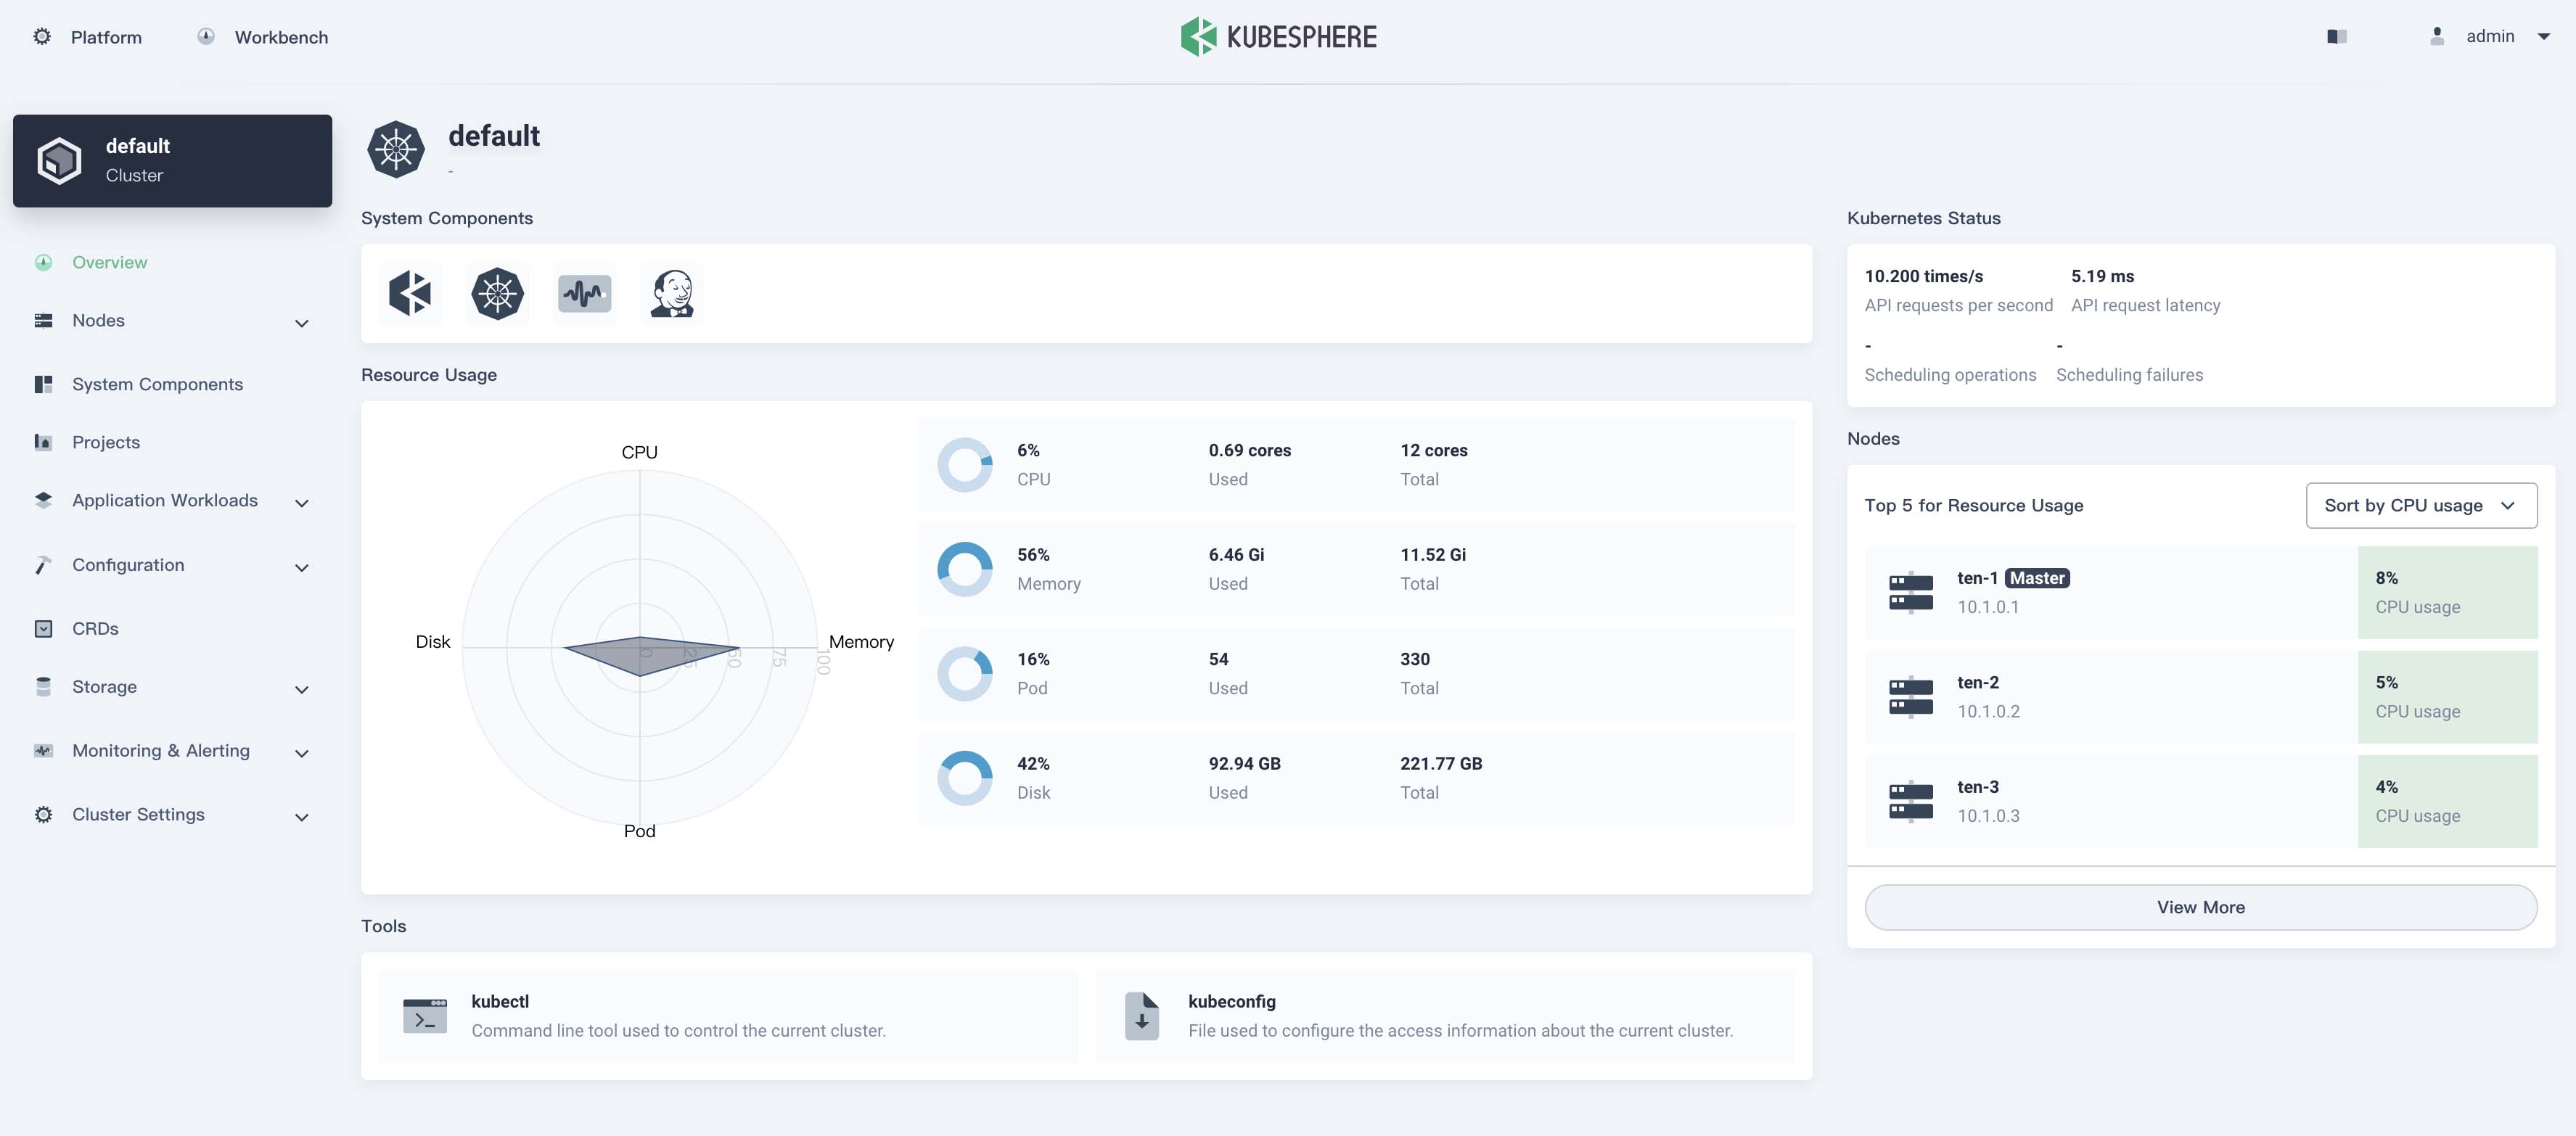 Platform
Workbench
KUBESPHERE
admin
default
Cluster
Overview
Nodes
System Components
Projects
Application Workloads
Configuration
CRDs
Storage
Monitoring & Alerting
Cluster Settings
default
-
System Components
Resource Usage
CPU
Disk
Memory
Pod
0
25
50
75
100
6% 0.69 cores 12 cores
CPU Used Total
56% 6.46 Gi 11.52 Gi
Memory Used Total
16% 54 330
Pod Used Total
42% 92.94 GB 221.77 GB
Disk Used Total
Tools
kubectl
Command line tool used to control the current cluster.
kubeconfig
File used to configure the access information about the current cluster.
Kubernetes Status
10.200 times/s 5.19 ms
API requests per second API request latency
- -
Scheduling operations Scheduling failures
Nodes
Top 5 for Resource Usage
Sort by CPU usage
ten-1 Master 8%
10.1.0.1 CPU usage
ten-2 5%
10.1.0.2 CPU usage
ten-3 4%
10.1.0.3 CPU usage
View More